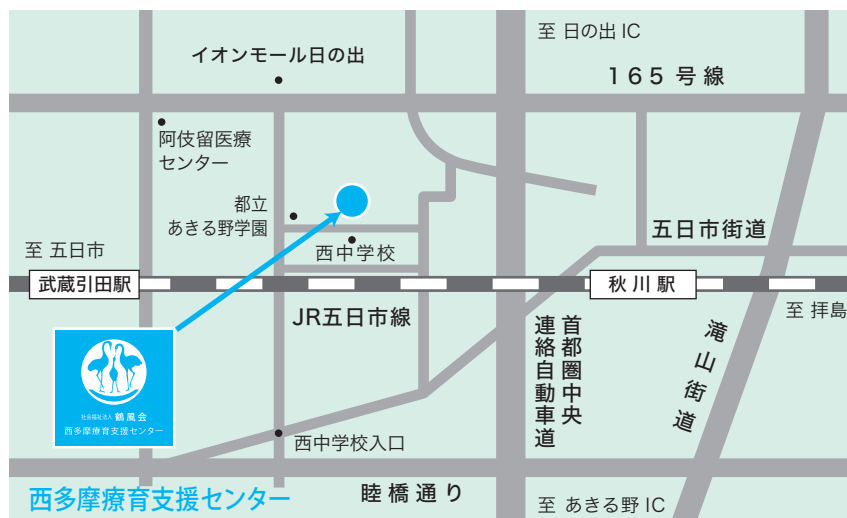 至 日の出 IC
イオンモール日の出
165 号線
阿伎留医療
センター
都立
あきる野学園
五日市街道
至 五日市
西中学校
武蔵引田駅
秋川駅
JR五日市線
至 拝島
首都圏中央
連絡自動車道
滝山街道
社会福祉法人 鶴風会
西多摩療育支援センター
西中学校入口
西多摩療育支援センター
睦橋通り
至 あきる野 IC